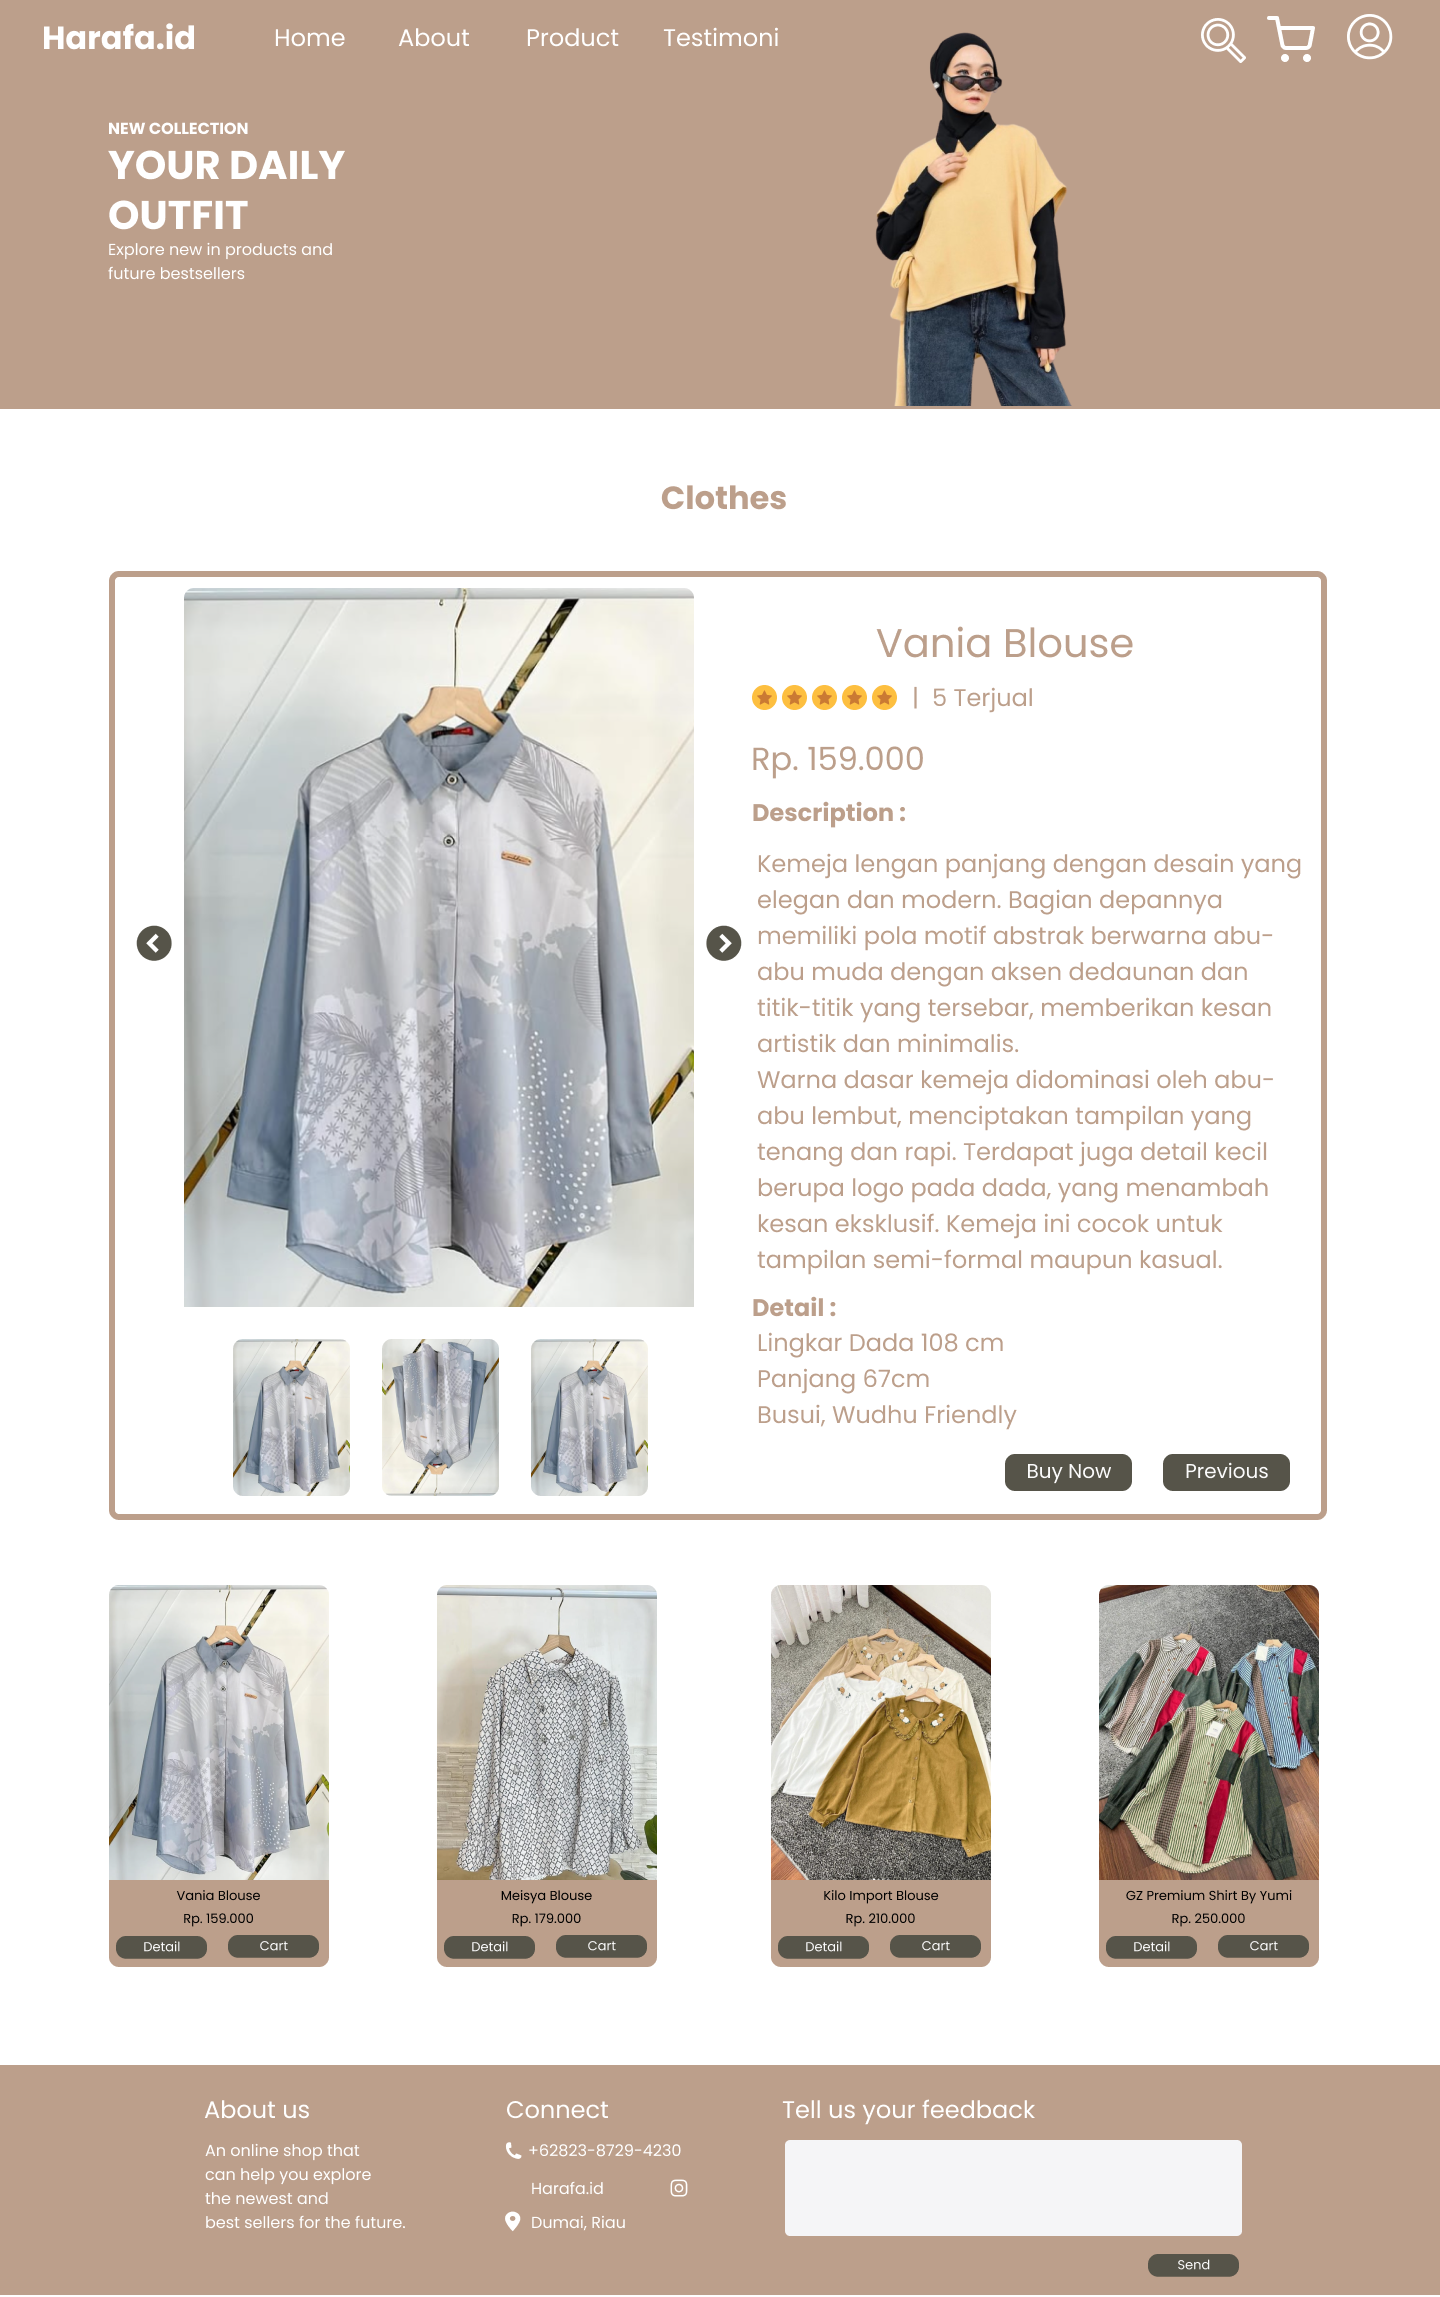 Harafa.id
Home
About
Product
Testimoni
NEW COLLECTION
YOUR DAILY
OUTFIT
Explore new in products and
future bestsellers
Clothes
Vania Blouse
| 5 Terjual
Rp. 159.000
Description :
Kemeja lengan panjang dengan desain yang
elegan dan modern. Bagian depannya
memiliki pola motif abstrak berwarna abu-
abu muda dengan aksen dedaunan dan
titik-titik yang tersebar, memberikan kesan
artistik dan minimalis.
Warna dasar kemeja didominasi oleh abu-
abu lembut, menciptakan tampilan yang
tenang dan rapi. Terdapat juga detail kecil
berupa logo pada dada, yang menambah
kesan eksklusif. Kemeja ini cocok untuk
tampilan semi-formal maupun kasual.
Detail :
Lingkar Dada 108 cm
Panjang 67cm
Busui, Wudhu Friendly
Buy Now
Previous
Vania Blouse
Rp. 159.000
Detail
Cart
Meisya Blouse
Rp. 179.000
Detail
Cart
Kilo Import Blouse
Rp. 210.000
Detail
Cart
GZ Premium Shirt By Yumi
Rp. 250.000
Detail
Cart
About us
An online shop that
can help you explore
the newest and
best sellers for the future.
Connect
+62823-8729-4230
Harafa.id
Dumai, Riau
Tell us your feedback
Send